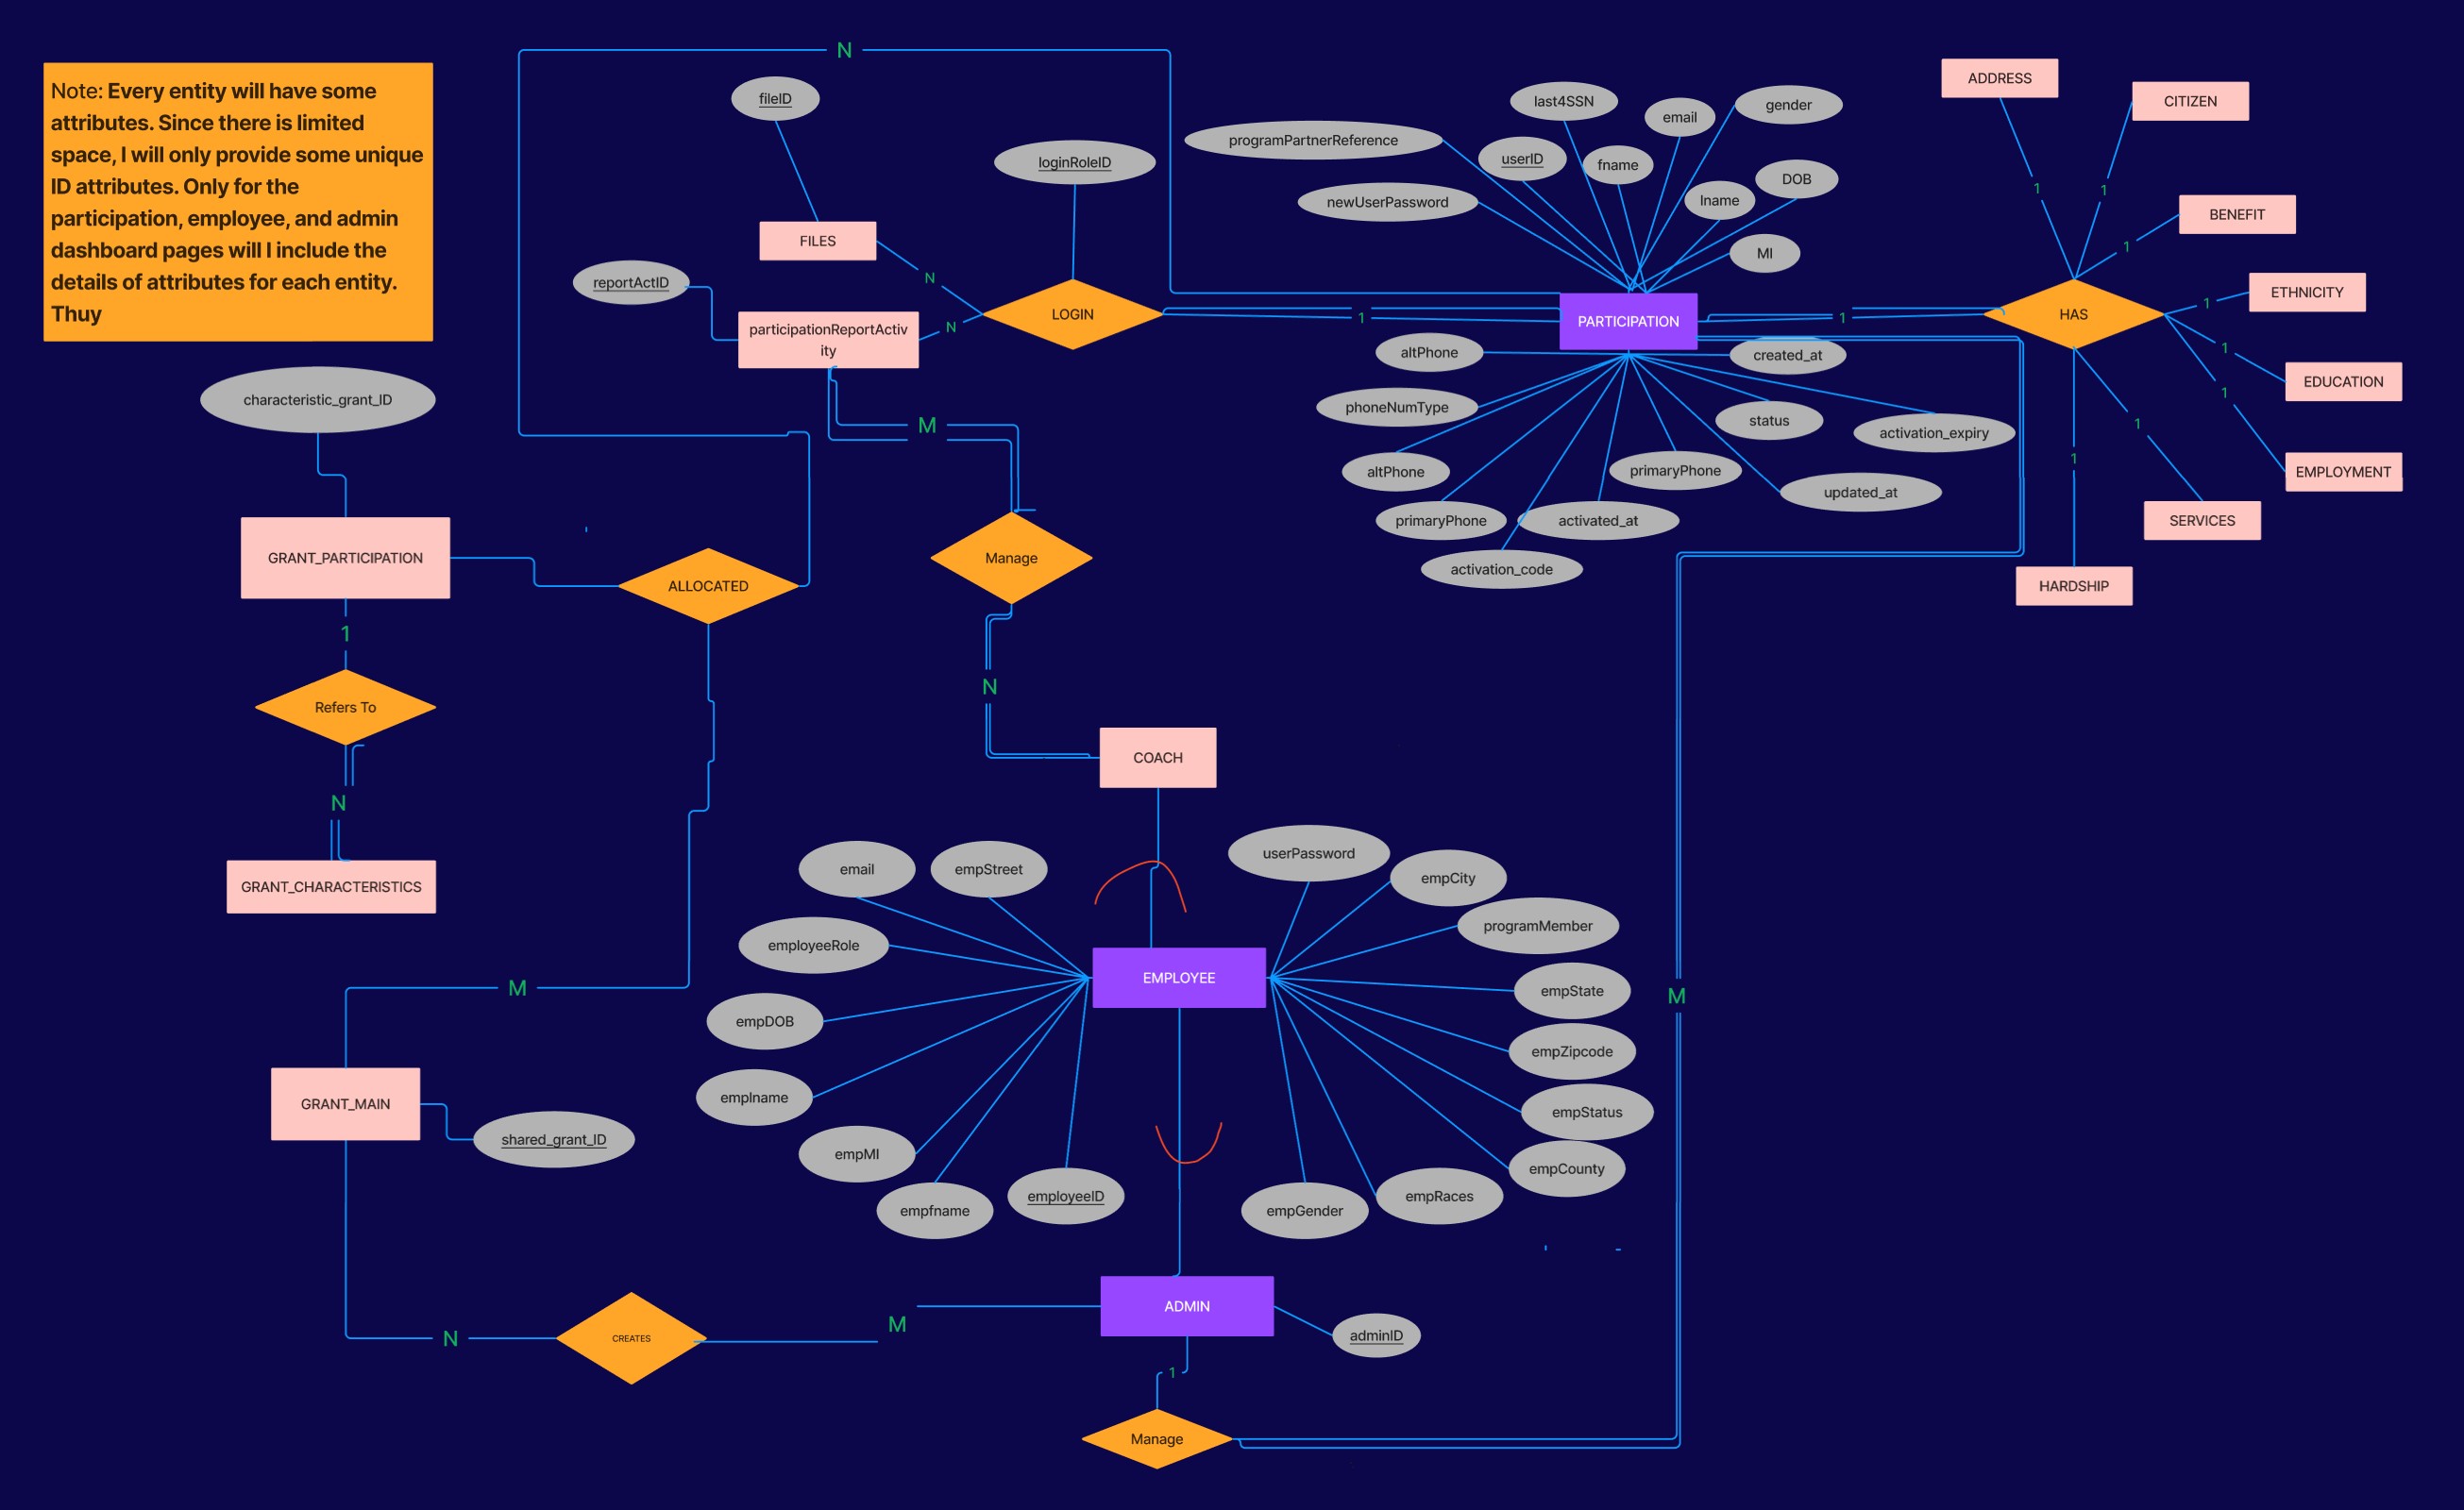 Note: Every entity will have some
attributes. Since there is limited
space, I will only provide some unique
ID attributes. Only for the
participation, employee, and admin
dashboard pages will I include the
details of attributes for each entity.
Thuy
N
fileID
loginRoleID
FILES
N
reportActID
participationReportActiv
ity
N
LOGIN
1
programPartnerReference
last4SSN
email
gender
userID
fname
DOB
newUserPassword
lname
MI
PARTICIPATION
1
altPhone
created_at
phoneNumType
status
activation_expiry
altPhone
primaryPhone
updated_at
primaryPhone
activated_at
activation_code
ADDRESS
CITIZEN
1
1
BENEFIT
1
ETHNICITY
1
HAS
1
EDUCATION
1
EMPLOYMENT
1
1
SERVICES
HARDSHIP
characteristic_grant_ID
M
GRANT_PARTICIPATION
ALLOCATED
Manage
1
Refers To
N
N
COACH
GRANT_CHARACTERISTICS
email
empStreet
userPassword
empCity
employeeRole
programMember
EMPLOYEE
empState
M
M
empDOB
empZipcode
emplname
empStatus
empMI
empCounty
empfname
employeeID
empGender
empRaces
GRANT_MAIN
shared_grant_ID
N
CREATES
M
ADMIN
adminID
1
Manage